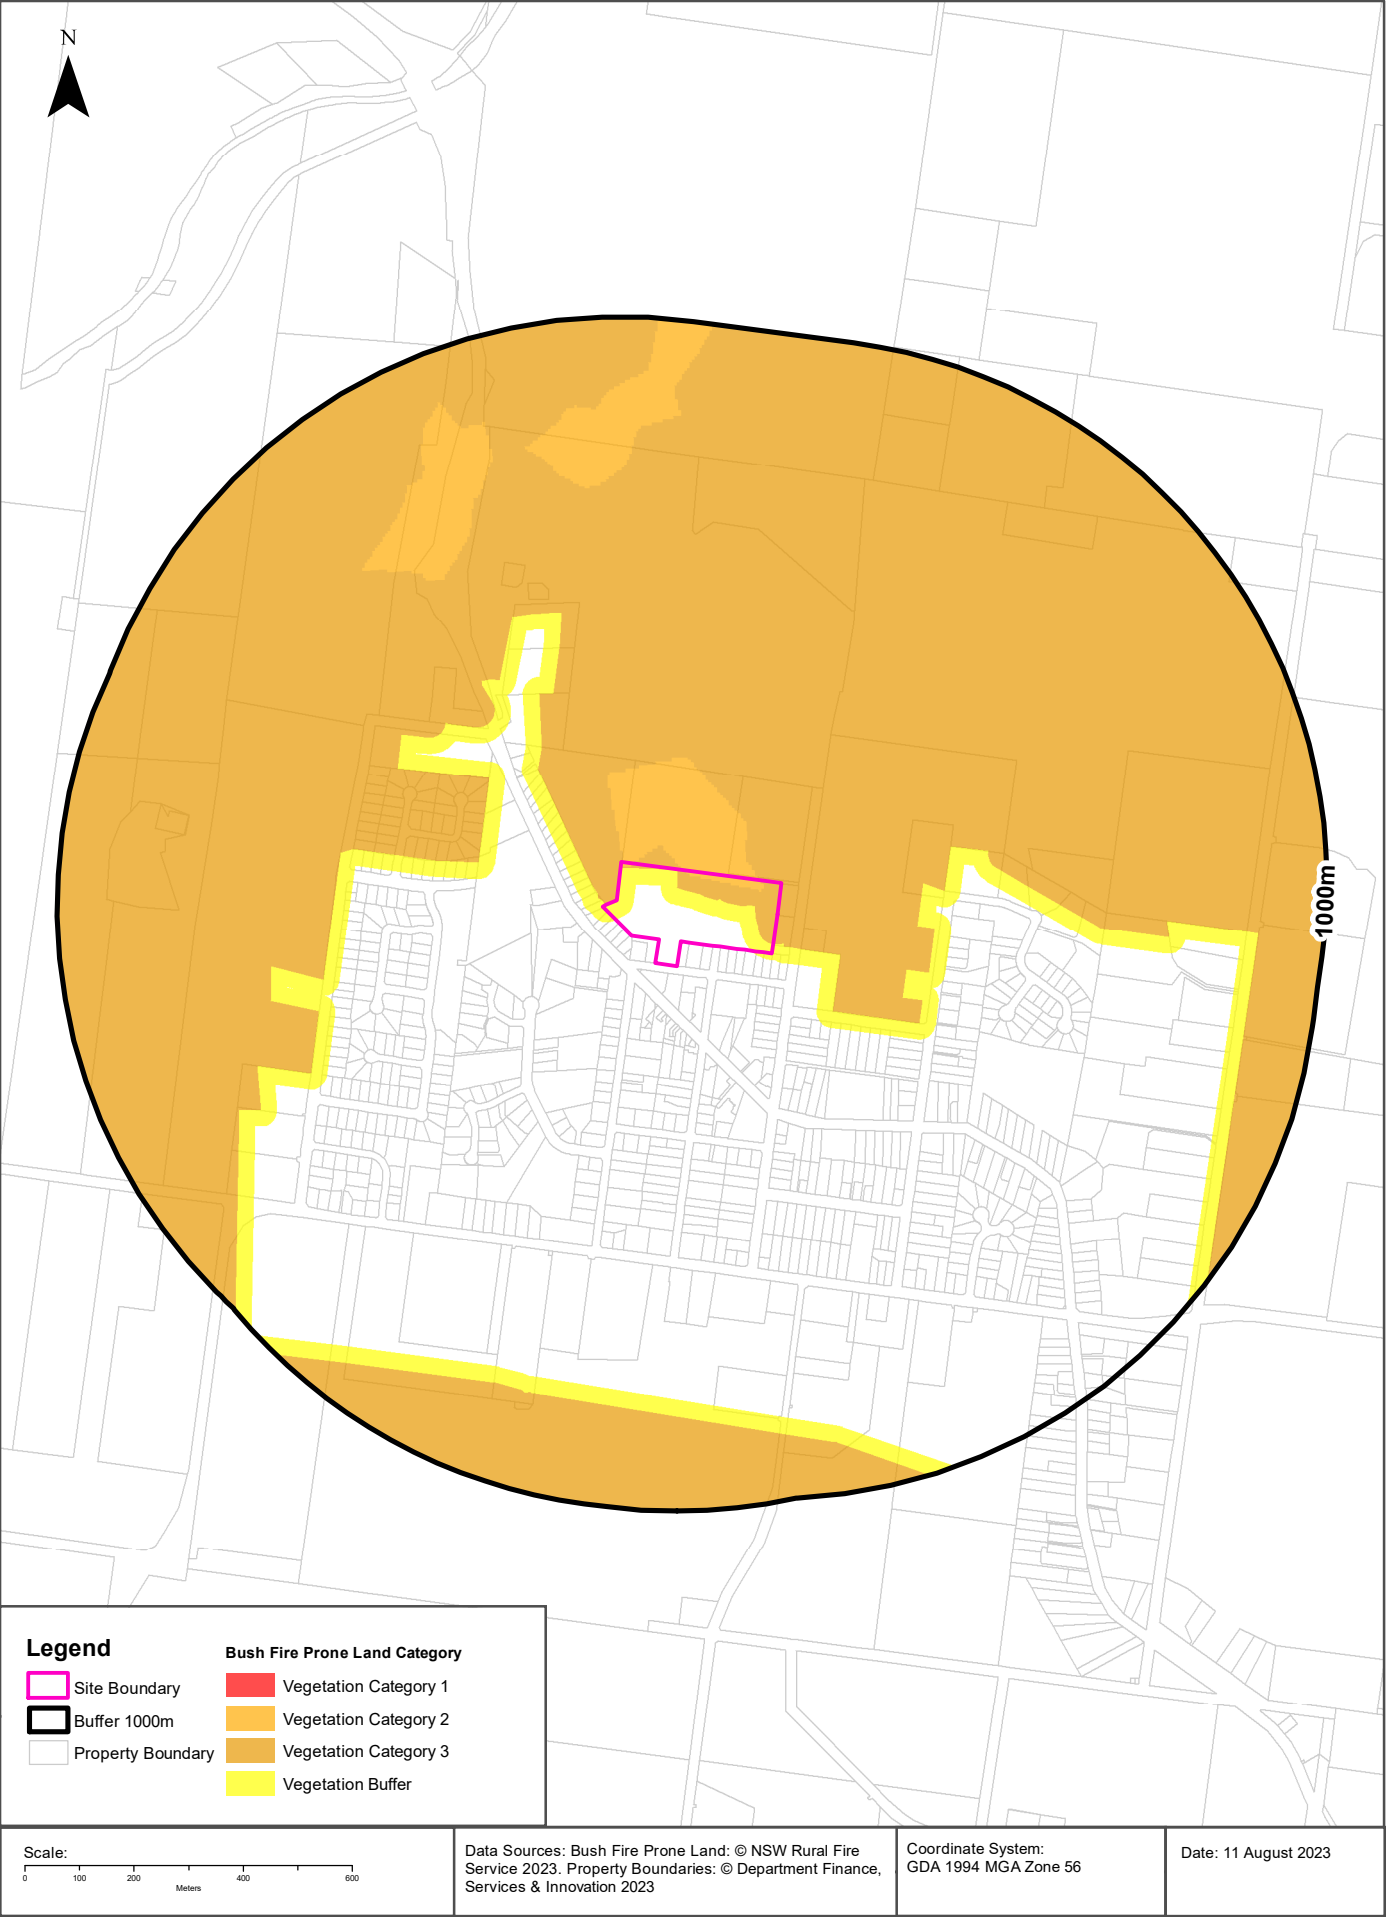 N
1000m
Legend
Site Boundary
Buffer 1000m
Property Boundary
Bush Fire Prone Land Category
Vegetation Category 1
Vegetation Category 2
Vegetation Category 3
Vegetation Buffer
Scale:
0 100 200 400 600
Meters
Data Sources: Bush Fire Prone Land: © NSW Rural Fire
Service 2023. Property Boundaries: © Department Finance,
Services & Innovation 2023
Coordinate System:
GDA 1994 MGA Zone 56
Date: 11 August 2023